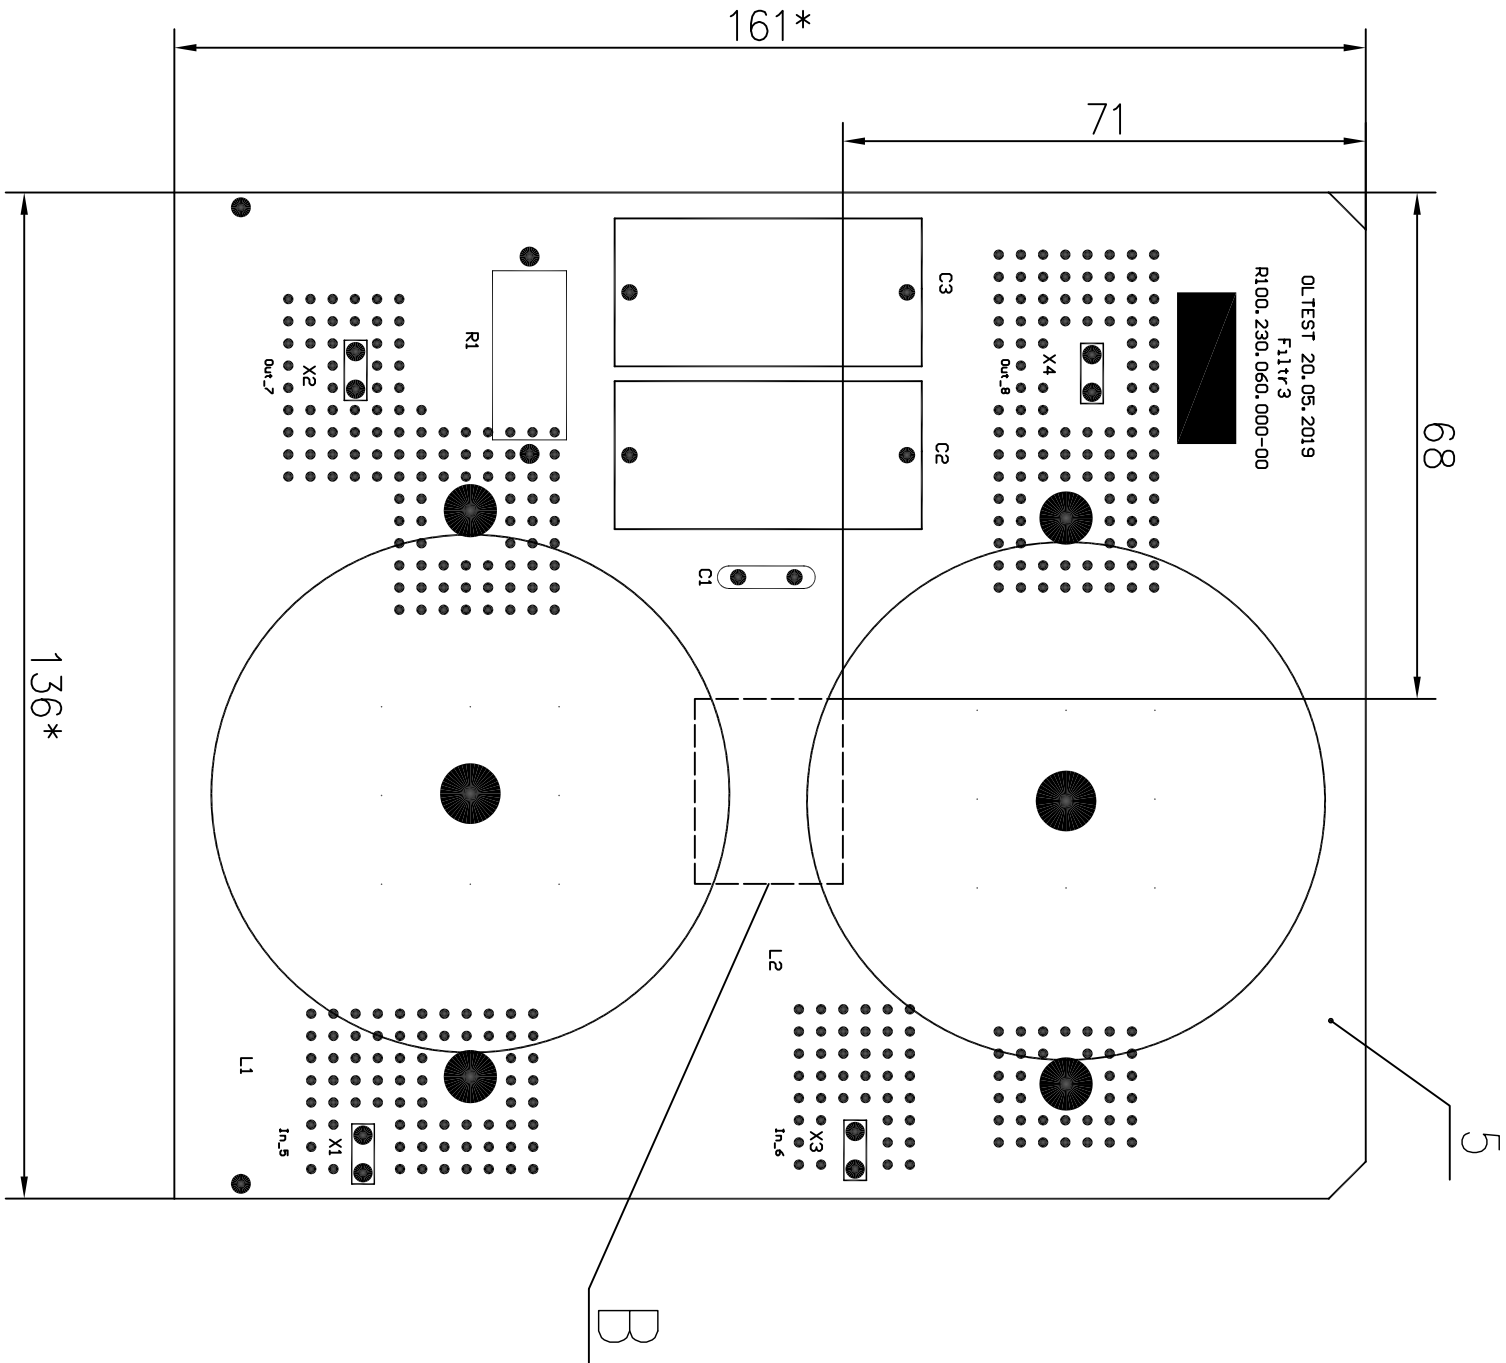 161*
71
OLTEST 20.05.2019
Filtr3
R100.230.060.000-00
68
C3
C2
C1
R1
X2
Out_7
X4
Out_8
136*
L2
L1
X1
In_5
X3
In_6
5
B